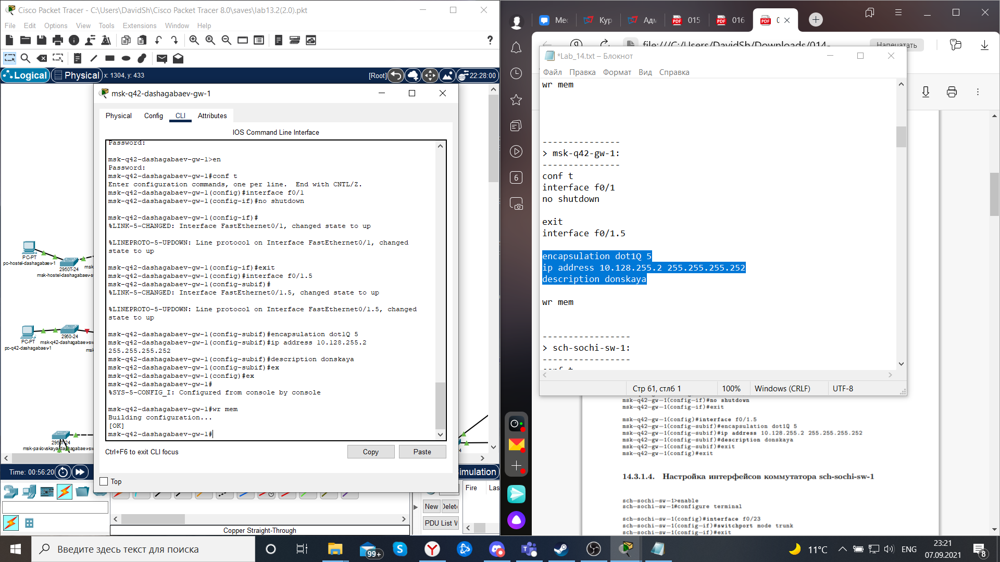 Cisco Packet Tracer - C:\Users\DavidSh\Cisco Packet Tracer 8.0\saves\lab13.2(2.0).pkt
File Edit Options View Tools Extensions Window Help
Logical Physical x: 1304, y: 433 [Root] 22:28:00
msk-q42-dashagabaev-gw-1
Physical Config CLI Attributes
IOS Command Line Interface
Password:
msk-q42-dashagabaev-gw-1>en
Password:
msk-q42-dashagabaev-gw-1#conf t
Enter configuration commands, one per line. End with CNTL/Z.
msk-q42-dashagabaev-gw-1(config)#interface f0/1
msk-q42-dashagabaev-gw-1(config-if)#no shutdown
msk-q42-dashagabaev-gw-1(config-if)#
%LINK-5-CHANGED: Interface FastEthernet0/1, changed state to up
%LINEPROTO-5-UPDOWN: Line protocol on Interface FastEthernet0/1, changed
state to up
msk-q42-dashagabaev-gw-1(config-if)#exit
msk-q42-dashagabaev-gw-1(config)#interface f0/1.5
msk-q42-dashagabaev-gw-1(config-subif)#
%LINK-5-CHANGED: Interface FastEthernet0/1.5, changed state to up
%LINEPROTO-5-UPDOWN: Line protocol on Interface FastEthernet0/1.5, changed
state to up
msk-q42-dashagabaev-gw-1(config-subif)#encapsulation dot1Q 5
msk-q42-dashagabaev-gw-1(config-subif)#ip address 10.128.255.2
255.255.255.252
msk-q42-dashagabaev-gw-1(config-subif)#description donskaya
msk-q42-dashagabaev-gw-1(config-subif)#ex
msk-q42-dashagabaev-gw-1(config)#ex
msk-q42-dashagabaev-gw-1#
%SYS-5-CONFIG_I: Configured from console by console
msk-q42-dashagabaev-gw-1#wr mem
Building configuration...
[OK]
msk-q42-dashagabaev-gw-1#
Ctrl+F6 to exit CLI focus
Copy Paste
Top
PC-PT
pc-hostel-dashagabaev-1
2950T-24
msk-hostel-dashagabaev-sw
PC-PT
pc-q42-dashagabaev-1
2950-24
msk-q42-dashagabaev-sw
2950T-24
msk-pavlovskaya-dashagabaev-sw
Time: 00:56:20
Simulation
Fire Las
New Delete
PDU List W
Copper Straight-Through
Мес
Кур
Адм
015
016
0
file:///C:/Users/DavidSh/Downloads/014-
Напечатать
6
*Lab_14.txt – Блокнот
Файл Правка Формат Вид Справка
wr mem
---------------
> msk-q42-gw-1:
---------------
conf t
interface f0/1
no shutdown
exit
interface f0/1.5
encapsulation dot1Q 5
ip address 10.128.255.2 255.255.255.252
description donskaya
wr mem
-----------------
> sch-sochi-sw-1:
-----------------
conf t
Стр 61, стлб 1 100% Windows (CRLF) UTF-8
msk-q42-gw-1(config-if)#no shutdown
msk-q42-gw-1(config-if)#exit
msk-q42-gw-1(config)#interface f0/1.5
msk-q42-gw-1(config-subif)#encapsulation dot1Q 5
msk-q42-gw-1(config-subif)#ip address 10.128.255.2 255.255.255.252
msk-q42-gw-1(config-subif)#description donskaya
msk-q42-gw-1(config-subif)#exit
msk-q42-gw-1(config)#exit
14.3.1.4. Настройка интерфейсов коммутатора sch-sochi-sw-1
sch-sochi-sw-1>enable
sch-sochi-sw-1#configure terminal
sch-sochi-sw-1(config)#interface f0/23
sch-sochi-sw-1(config-if)#switchport mode trunk
sch-sochi-sw-1(config-if)#exit
Введите здесь текст для поиска
99+
11°C
ENG
23:21
07.09.2021
8